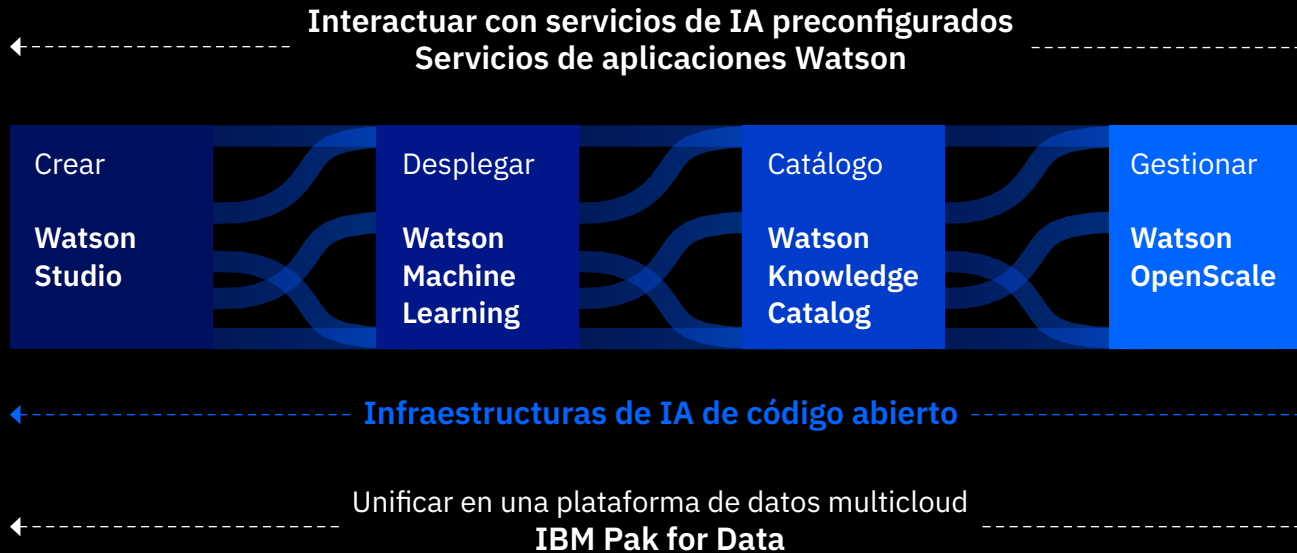 Interactuar con servicios de IA preconfigurados
Servicios de aplicaciones Watson
Crear
Watson
Studio
Desplegar
Watson
Machine
Learning
Catálogo
Watson
Knowledge
Catalog
Gestionar
Watson
OpenScale
Infraestructuras de IA de código abierto
Unificar en una plataforma de datos multicloud
IBM Pak for Data